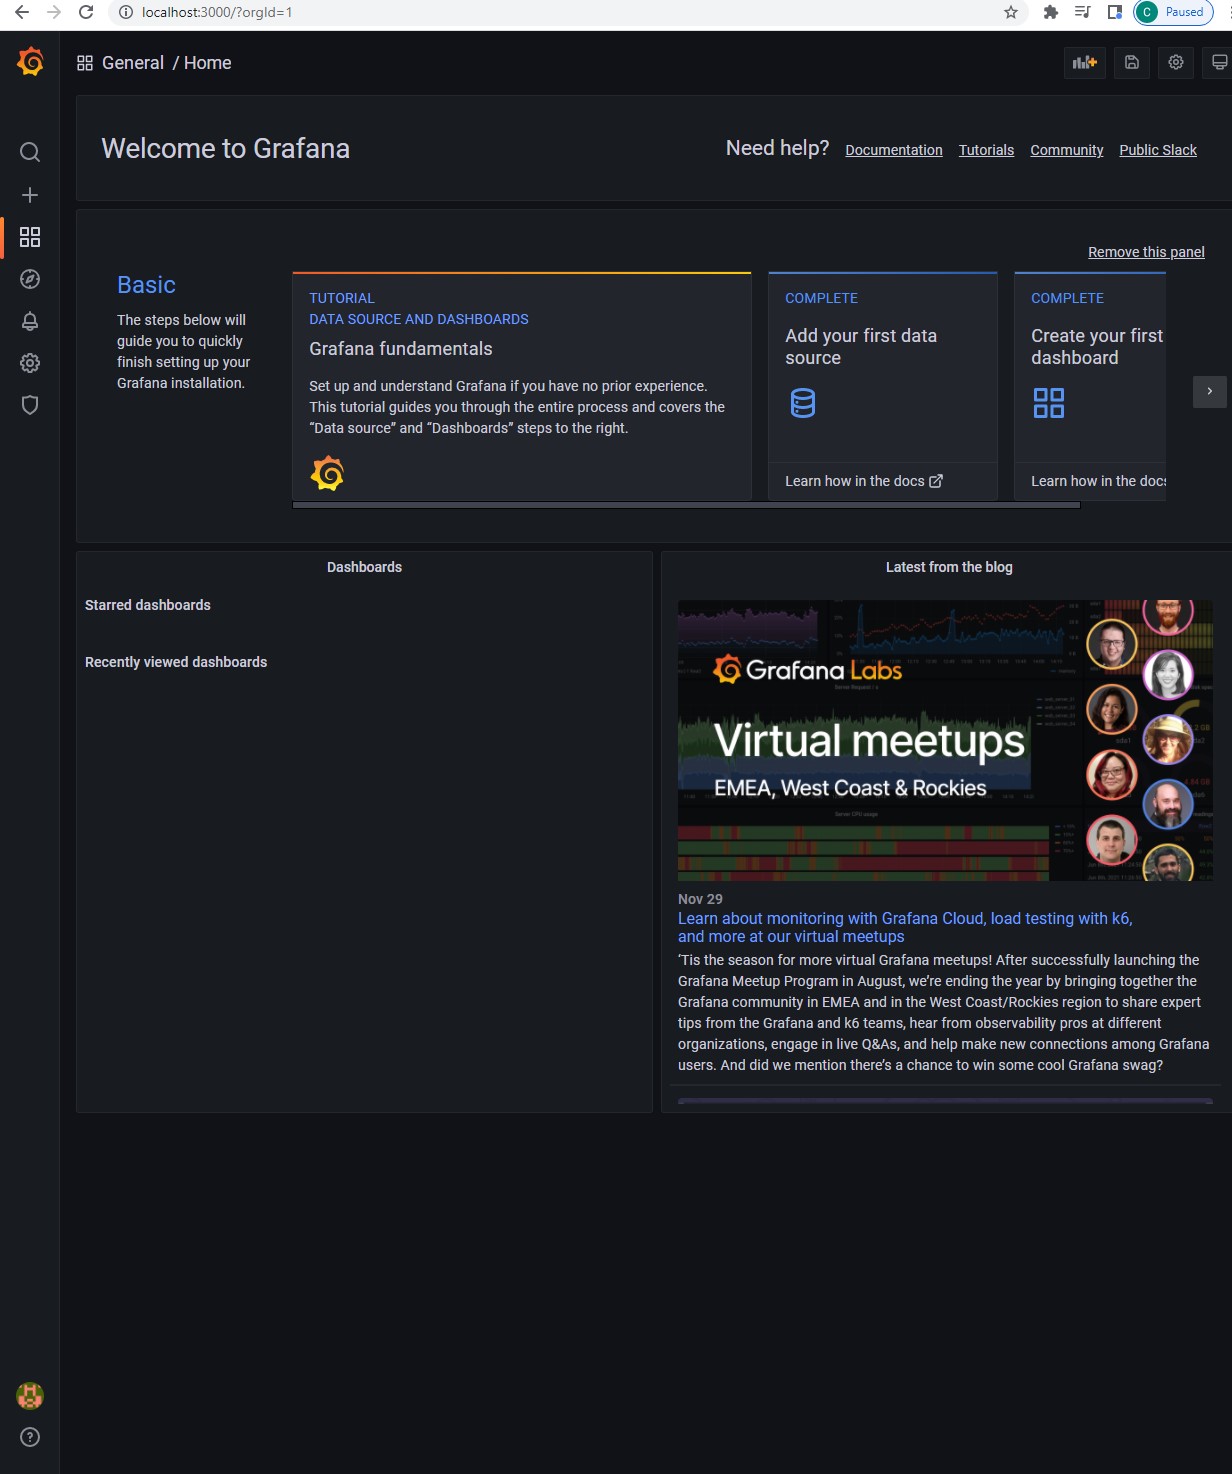 localhost:3000/?orgId=1
C Paused
General / Home
Welcome to Grafana
Need help? Documentation Tutorials Community Public Slack
Remove this panel
Basic
The steps below will
guide you to quickly
finish setting up your
Grafana installation.
TUTORIAL
DATA SOURCE AND DASHBOARDS
Grafana fundamentals
Set up and understand Grafana if you have no prior experience.
This tutorial guides you through the entire process and covers the
“Data source” and “Dashboards” steps to the right.
COMPLETE
Add your first data
source
Learn how in the docs
COMPLETE
Create your first
dashboard
Learn how in the docs
Dashboards
Starred dashboards
Recently viewed dashboards
Latest from the blog
Grafana Labs
Virtual meetups
EMEA, West Coast & Rockies
Nov 29
Learn about monitoring with Grafana Cloud, load testing with k6,
and more at our virtual meetups
‘Tis the season for more virtual Grafana meetups! After successfully launching the
Grafana Meetup Program in August, we’re ending the year by bringing together the
Grafana community in EMEA and in the West Coast/Rockies region to share expert
tips from the Grafana and k6 teams, hear from observability pros at different
organizations, engage in live Q&As, and help make new connections among Grafana
users. And did we mention there’s a chance to win some cool Grafana swag?